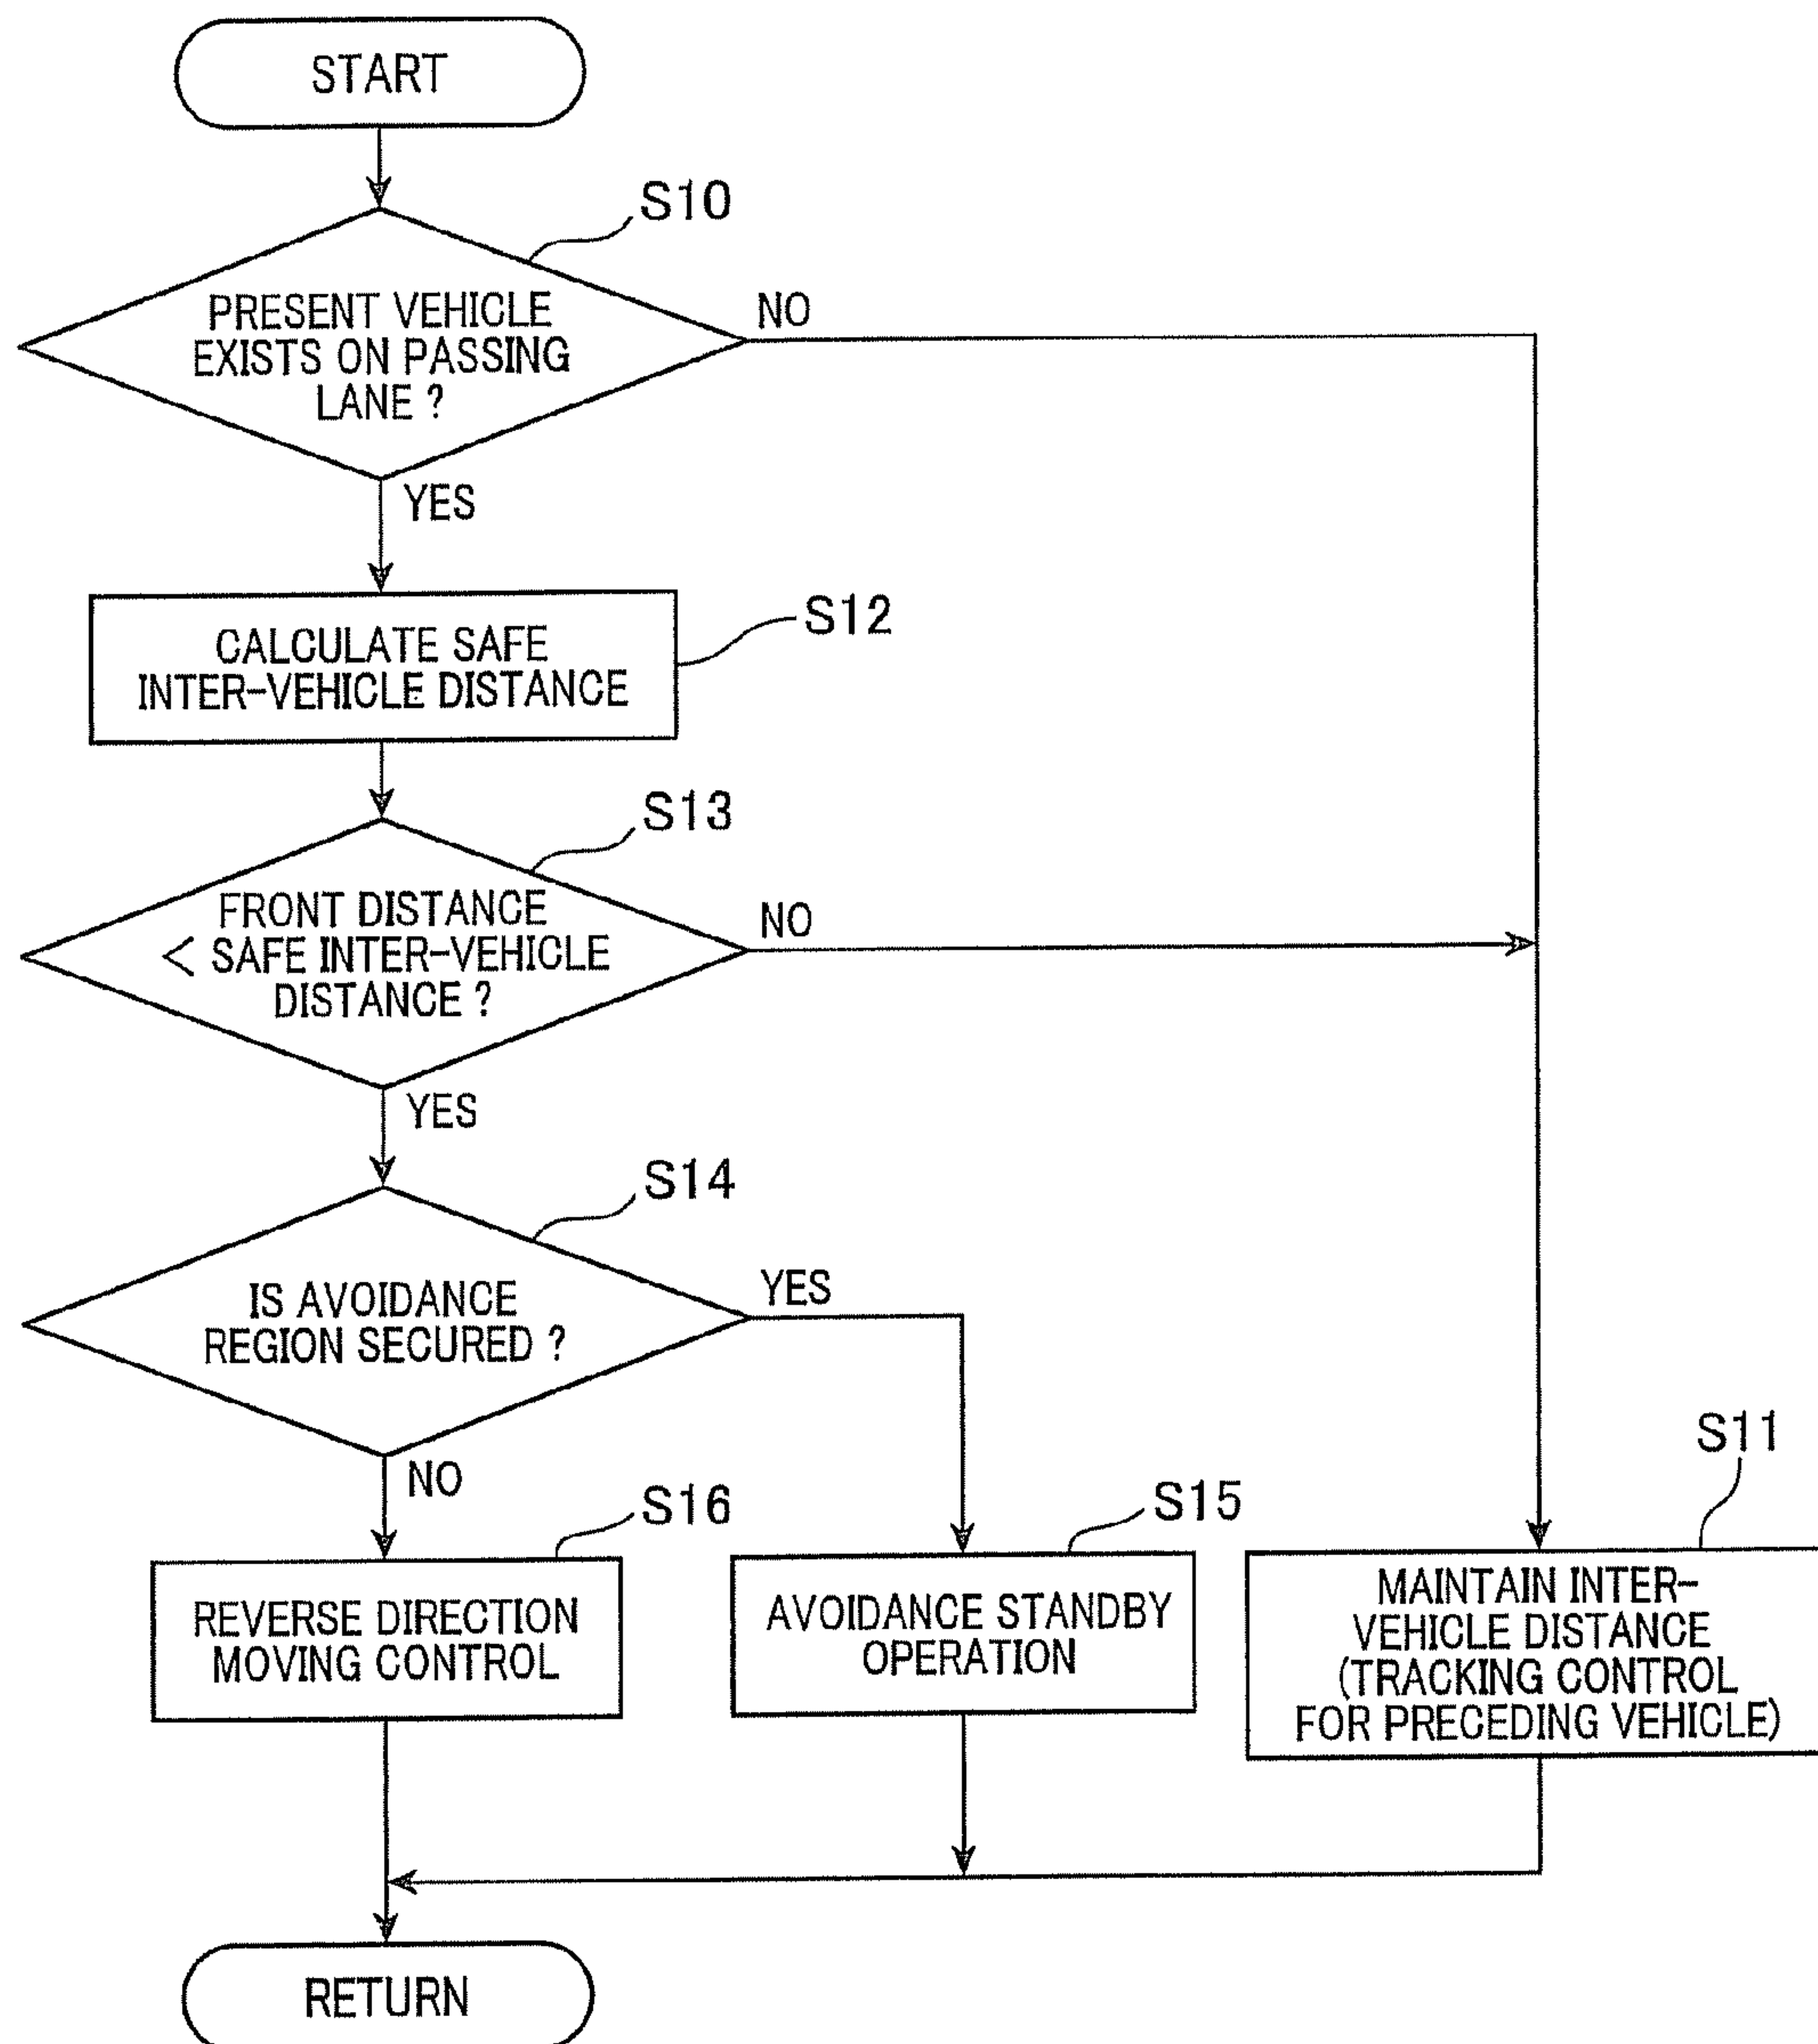 START
S10
PRESENT VEHICLE
EXISTS ON PASSING
LANE ?
NO
YES
S12
CALCULATE SAFE
INTER-VEHICLE DISTANCE
S13
FRONT DISTANCE
< SAFE INTER-VEHICLE
DISTANCE ?
NO
YES
S14
IS AVOIDANCE
REGION SECURED ?
YES
NO
S16
REVERSE DIRECTION
MOVING CONTROL
S15
AVOIDANCE STANDBY
OPERATION
S11
MAINTAIN INTER-
VEHICLE DISTANCE
(TRACKING CONTROL
FOR PRECEDING VEHICLE)
RETURN